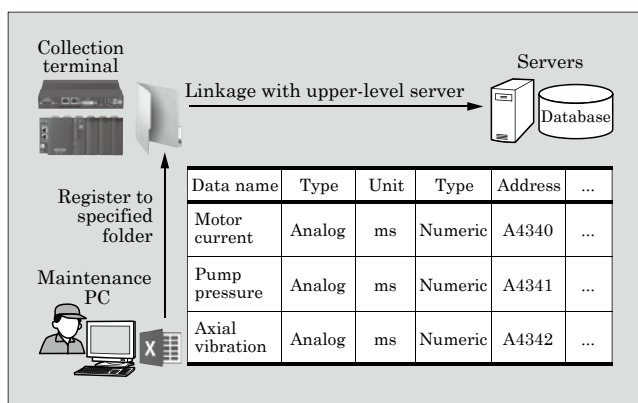 Collection
terminal
Servers
Linkage with upper-level server
Database
Register to
specified
folder
Maintenance
PC
X
Data name Type Unit Type Address ...
Motor
current Analog ms Numeric A4340 ...
Pump
pressure Analog ms Numeric A4341 ...
Axial
vibration Analog ms Numeric A4342 ...